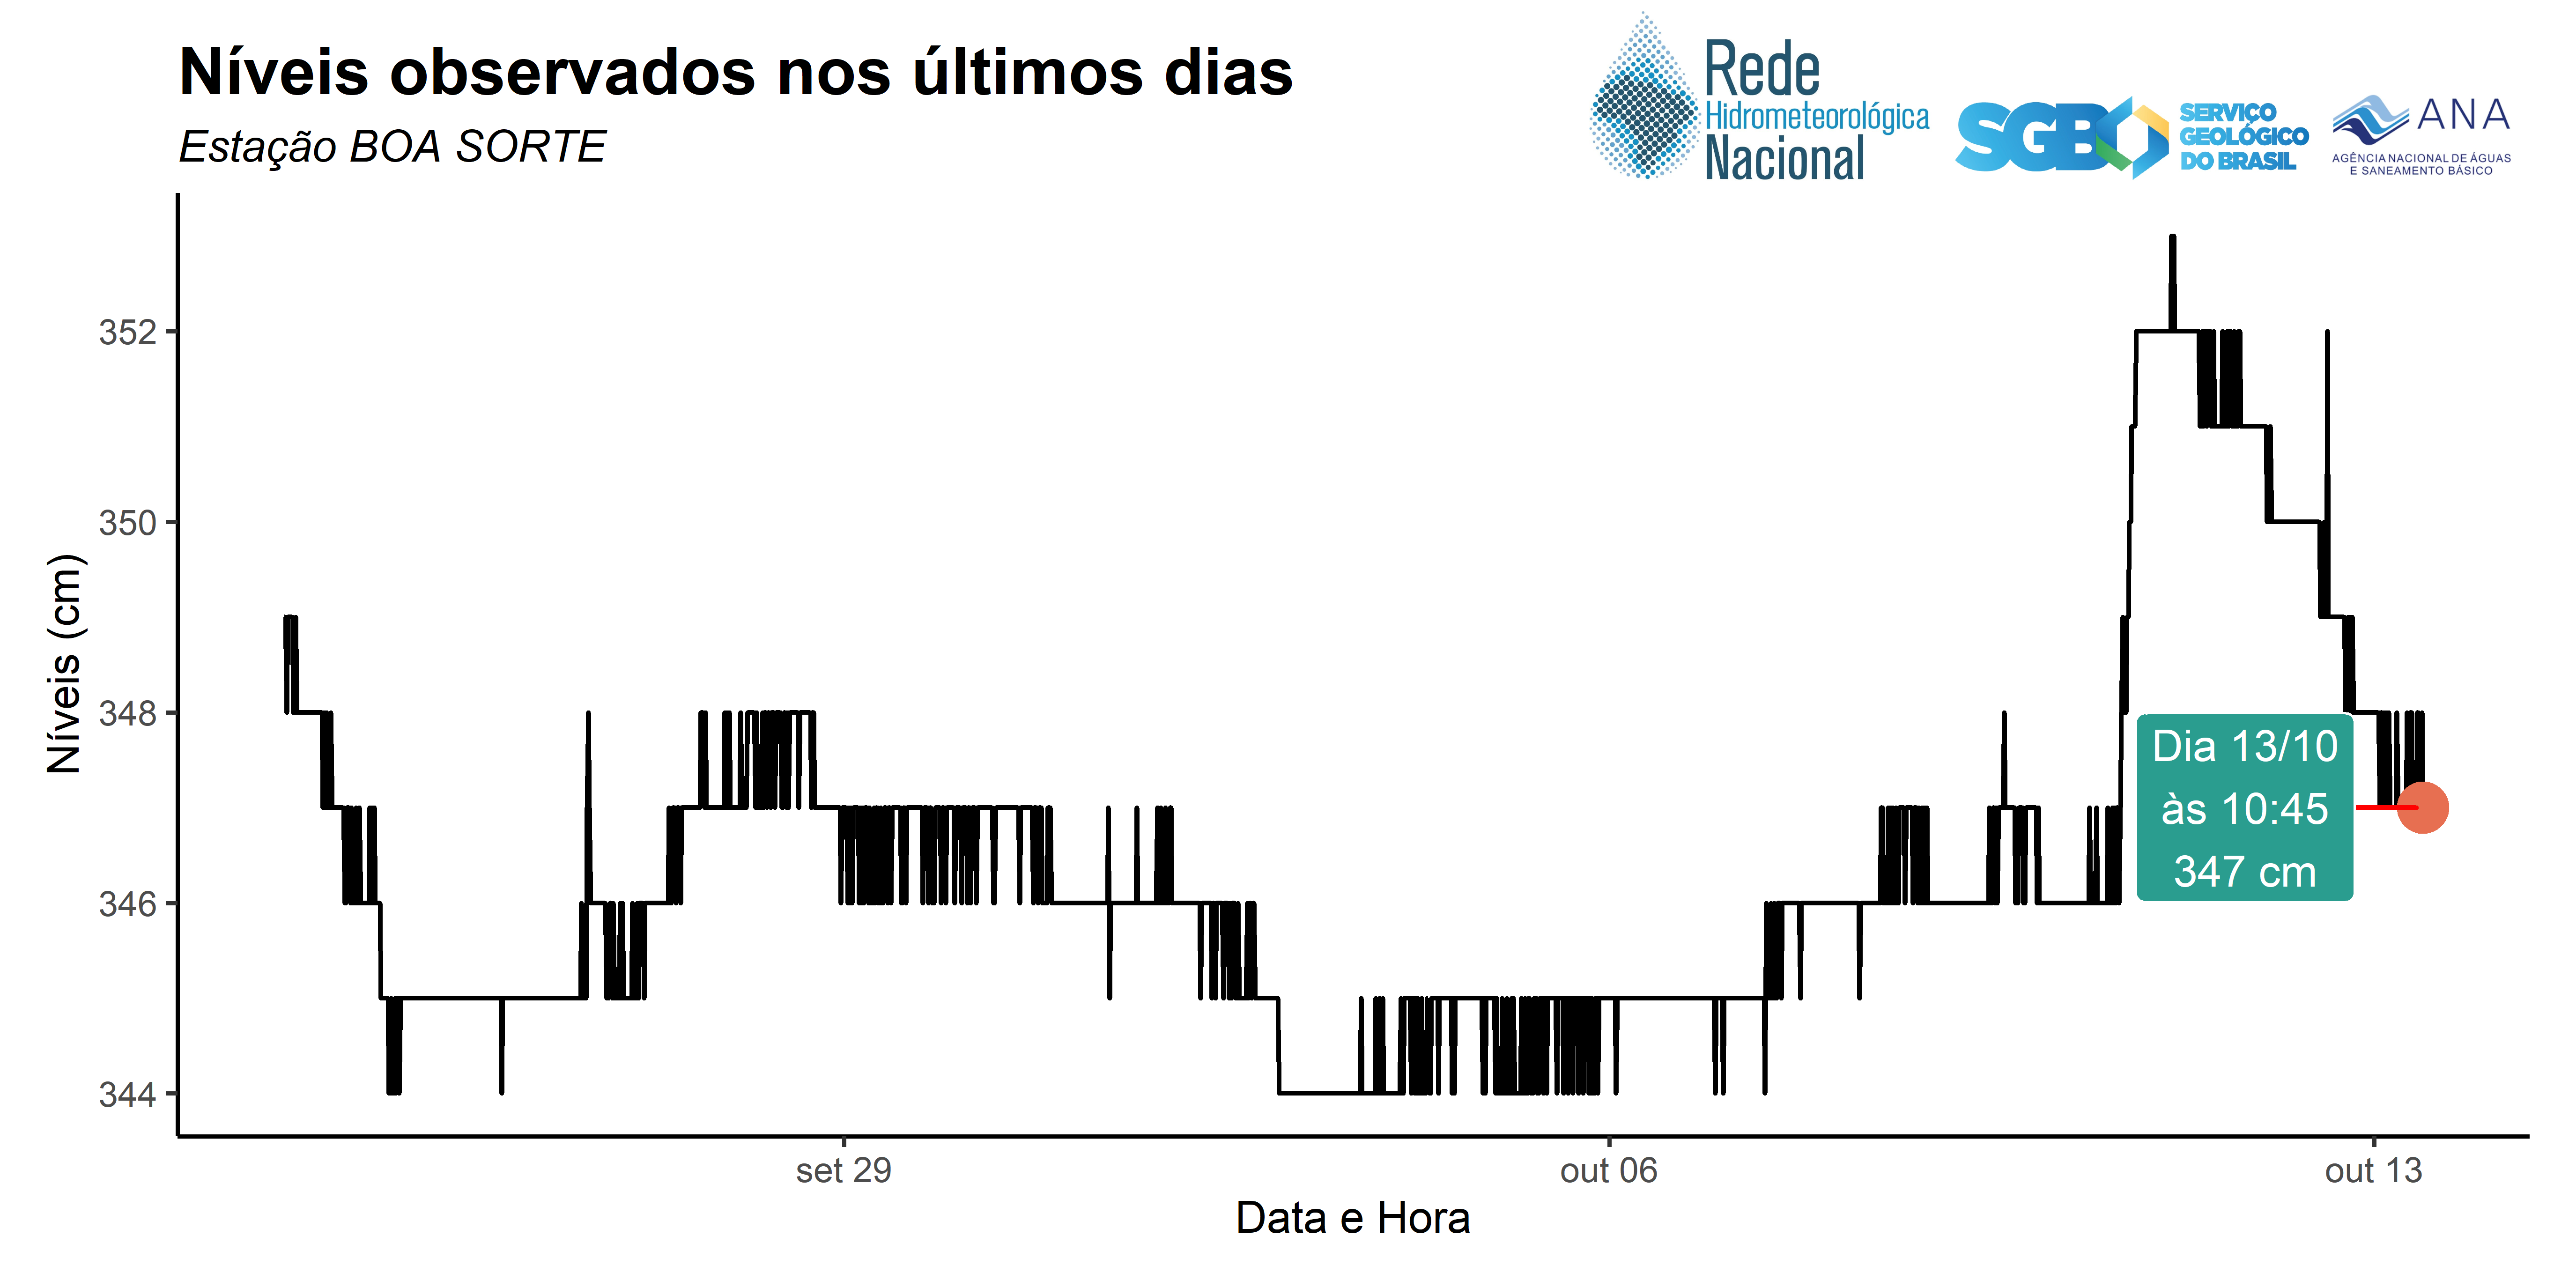 Níveis observados nos últimos dias
Estação BOA SORTE
Rede
Hidrometeorológica
Nacional
SGB
SERVIÇO
GEOLÓGICO
DO BRASIL
ANA
AGÊNCIA NACIONAL DE ÁGUAS
E SANEAMENTO BÁSICO
Níveis (cm)
352
350
348
346
344
Dia 13/10
às 10:45
347 cm
set 29
out 06
out 13
Data e Hora